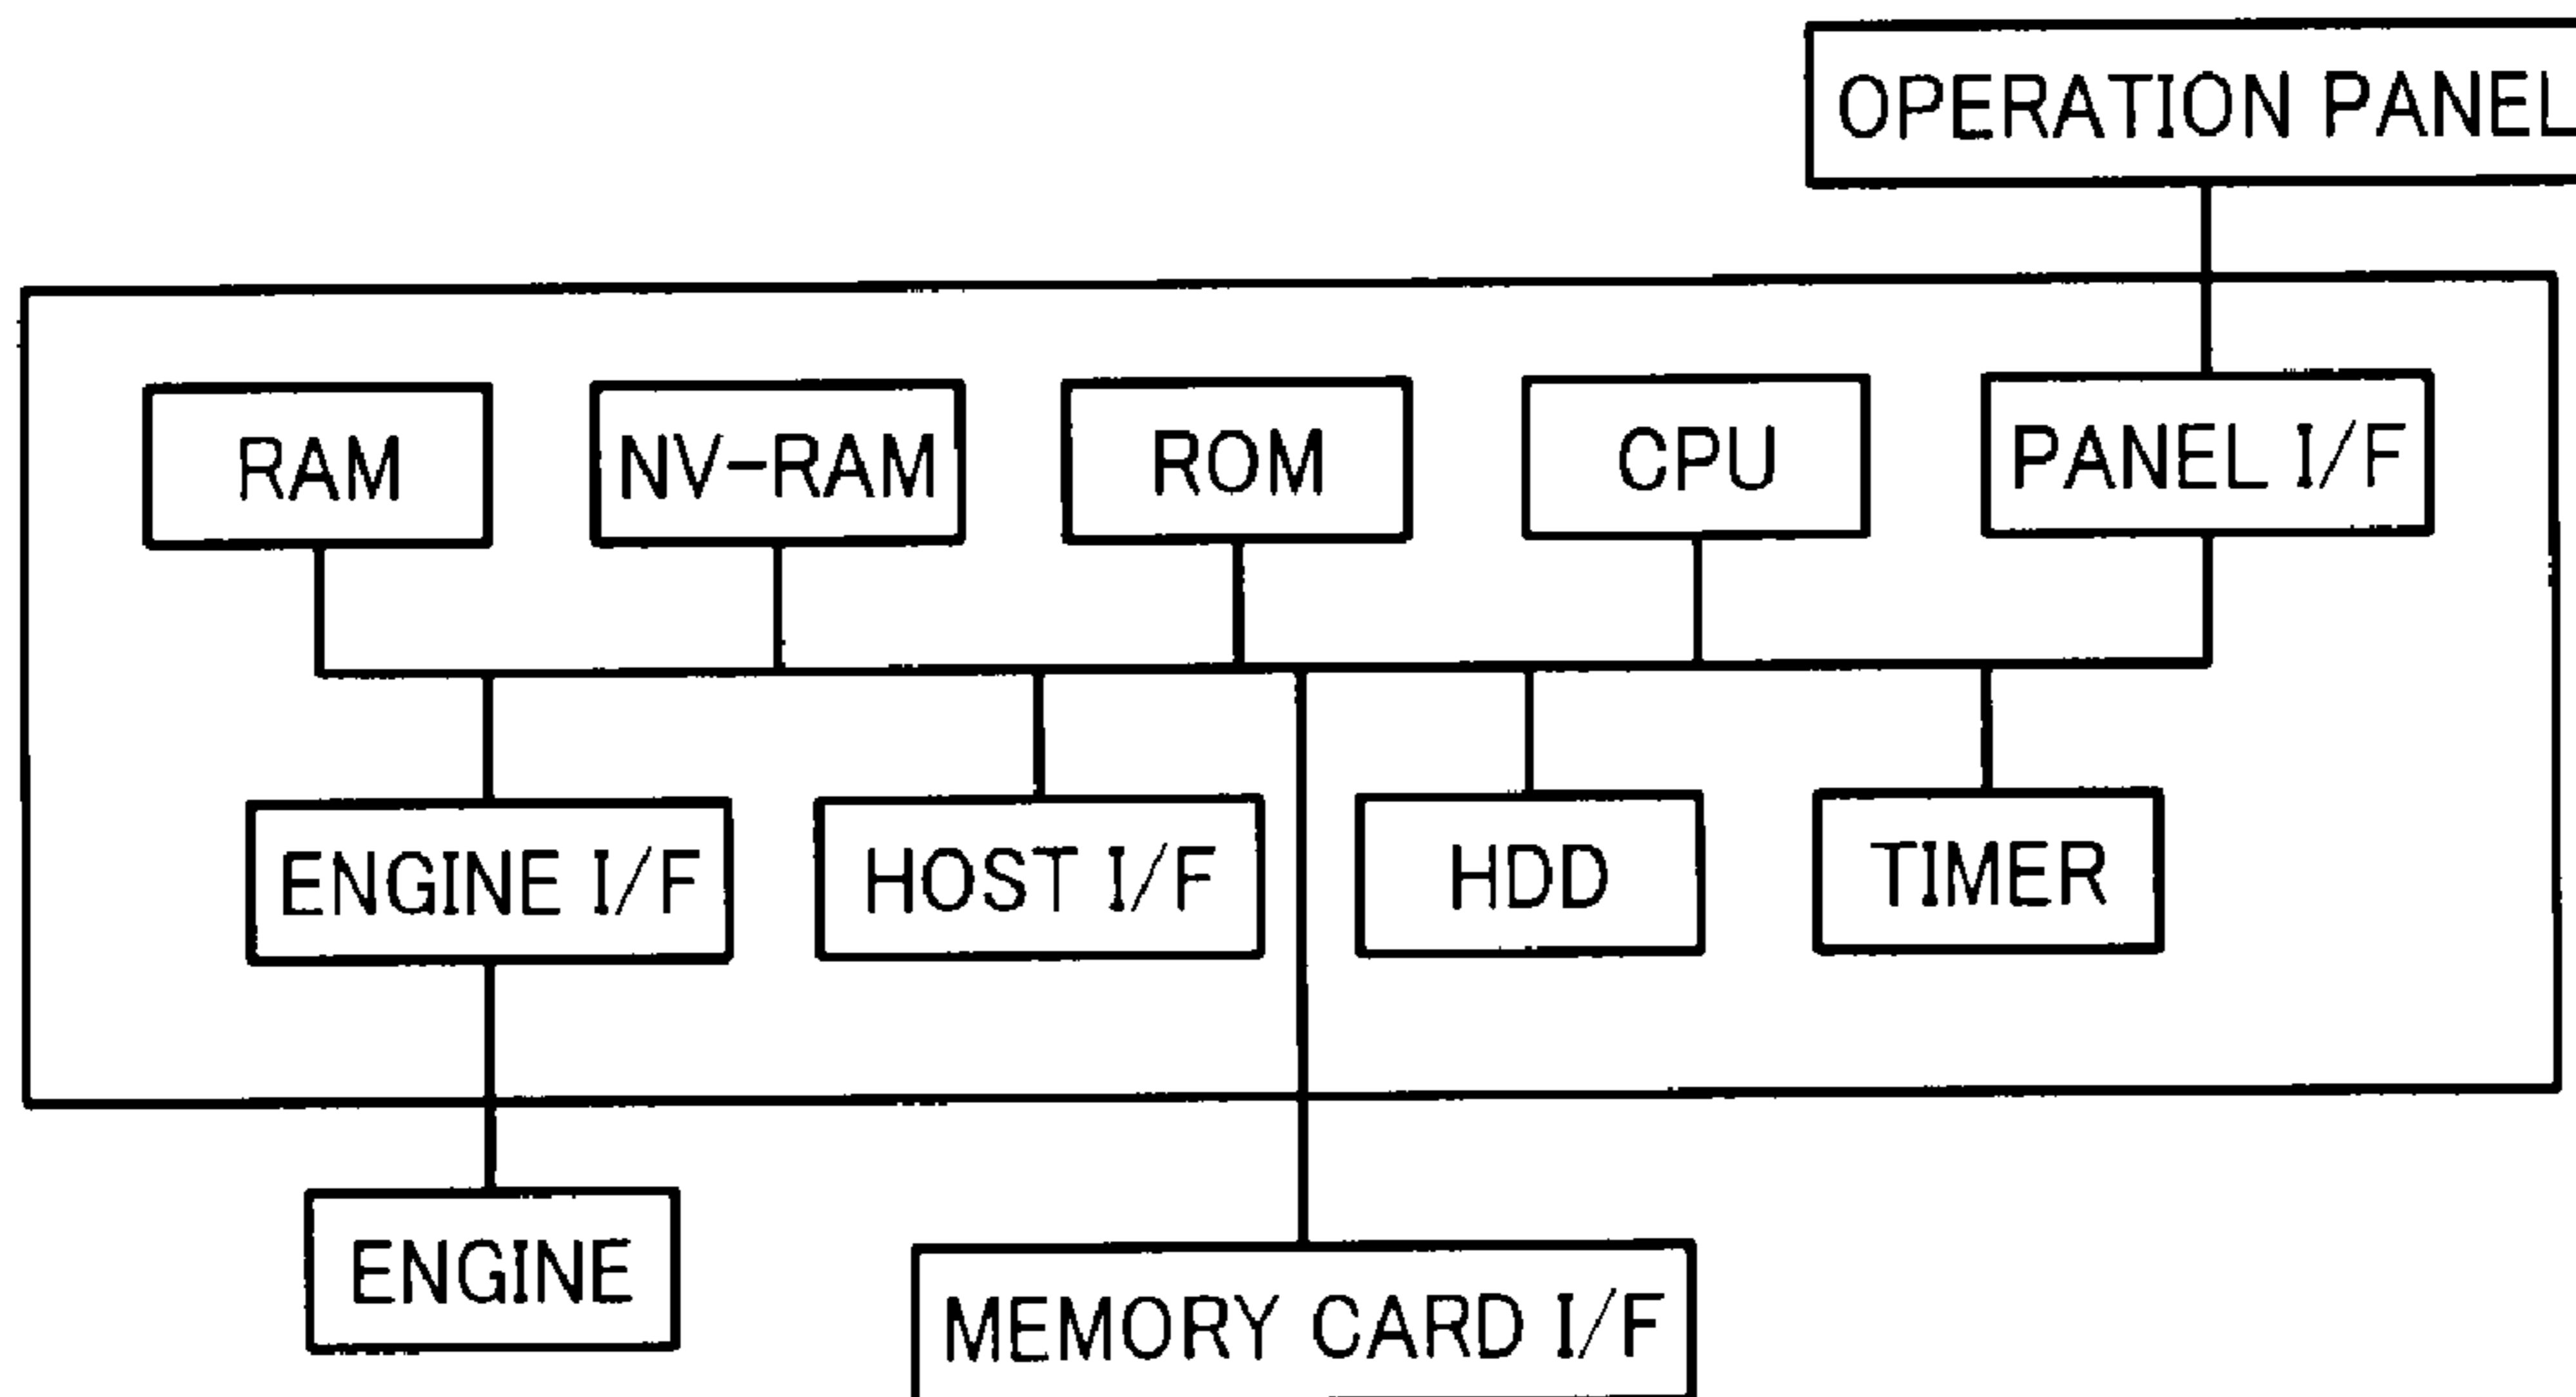 OPERATION PANEL
RAM
NV-RAM
ROM
CPU
PANEL I/F
ENGINE I/F
HOST I/F
HDD
TIMER
ENGINE
MEMORY CARD I/F